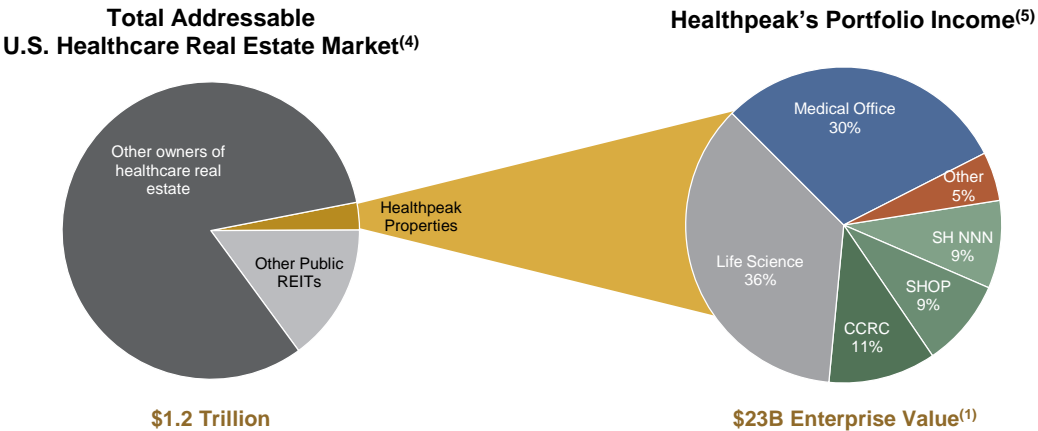 Total Addressable
U.S. Healthcare Real Estate Market(4)
Other owners of
healthcare real
estate
Healthpeak
Properties
Other Public
REITs
$1.2 Trillion
Healthpeak's Portfolio Income(5)
Medical Office
30%
Other
5%
SH NNN
9%
SHOP
9%
CCRC
11%
Life Science
36%
$23B Enterprise Value(1)